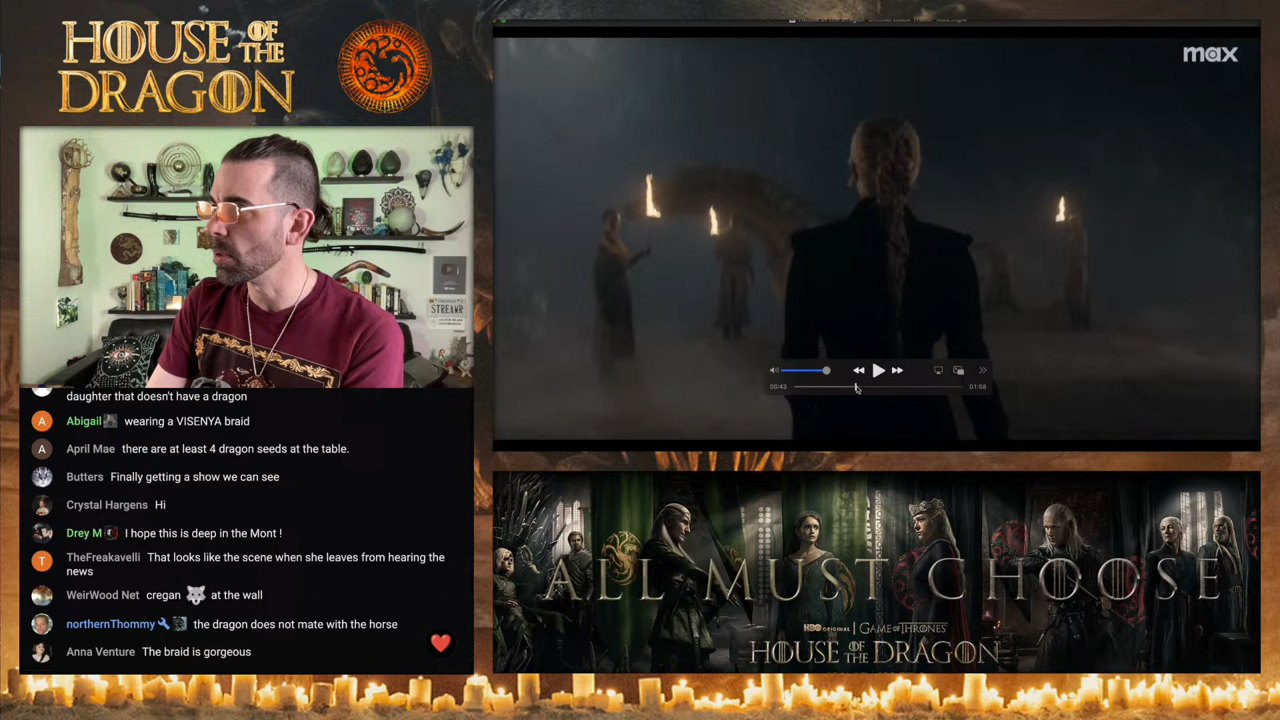 HOUSE OF THE
DRAGON
max
00:43
01:58
STREAMR
daughter that doesn't have a dragon
A Abigail wearing a VISENYA braid
A April Mae there are at least 4 dragon seeds at the table.
Butters Finally getting a show we can see
Crystal Hargens Hi
Drey M I hope this is deep in the Mont !
T TheFreakavelli That looks like the scene when she leaves from hearing the
news
WeirWood Net cregan at the wall
northernThommy the dragon does not mate with the horse
Anna Venture The braid is gorgeous
ALL MUST CHOOSE
HBO ORIGINAL | GAME OF THRONES
HOUSE OF THE DRAGON